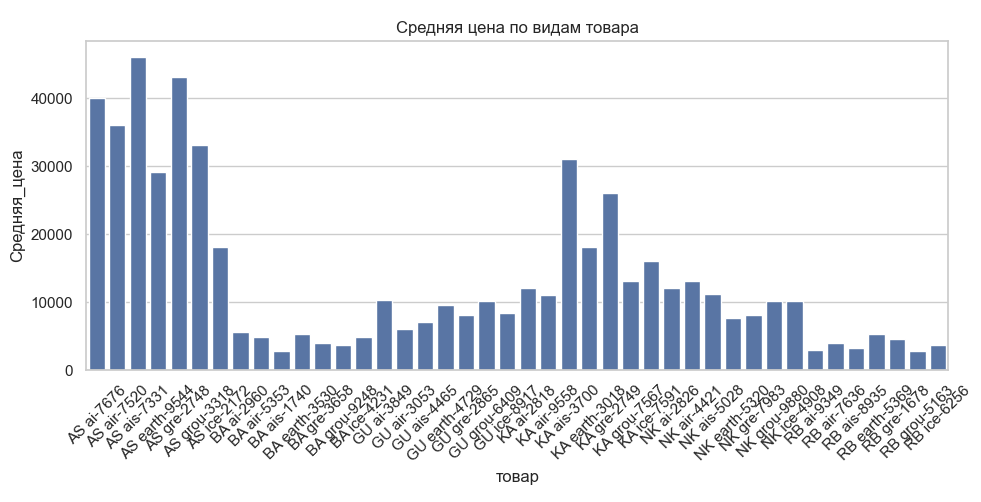 Средняя цена по видам товара
Средняя_цена
40000
30000
20000
10000
0
AS ai-7676
AS air-7520
AS ais-7331
AS earth-9544
AS gre-2748
AS grou-3318
AS ice-2172
BA ai-2960
BA air-5353
BA ais-1740
BA earth-3530
BA gre-3658
BA grou-9248
BA ice-4231
GU ai-3849
GU air-3053
GU ais-4465
GU earth-4729
GU gre-2865
GU grou-6409
GU ice-8917
KA ai-2818
KA air-9558
KA ais-3700
KA earth-3018
KA gre-2749
KA grou-7567
KA ice-7591
NK ai-2826
NK air-4421
NK ais-5028
NK earth-5320
NK gre-7983
NK grou-9880
NK ice-4908
RB ai-9349
RB air-7636
RB ais-8935
RB earth-5369
RB gre-1678
RB grou-5163
RB ice-6256
товар